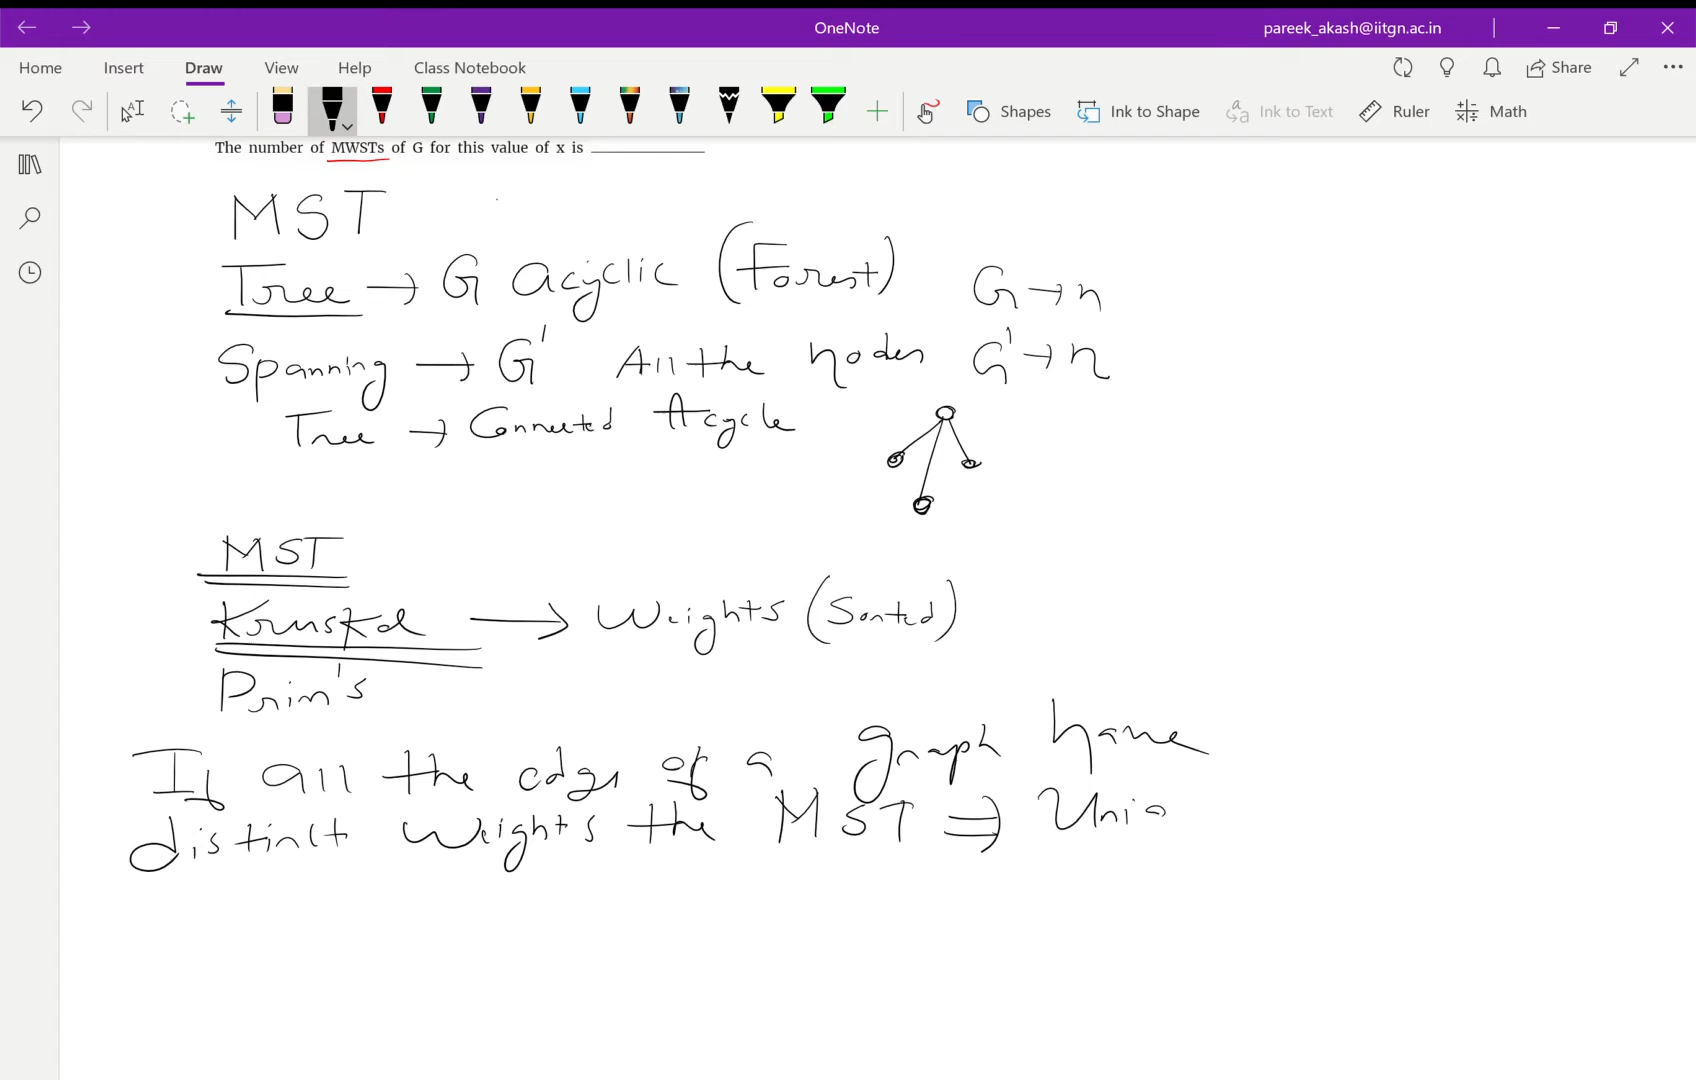 OneNote
pareek_akash@iitgn.ac.in
Home Insert Draw View Help Class Notebook
Share
Shapes Ink to Shape Ink to Text Ruler Math
The number of MWSTs of G for this value of x is ____________
MST
Tree → G Acyclic (Forest) G → n
Spanning → G' All the nodes G' → n
Tree → Connected Acycle
MST
Kruskal → Weights (Sorted)
Prim's
If all the edges of a graph have
distinct weights the MST ⇒ Uniq